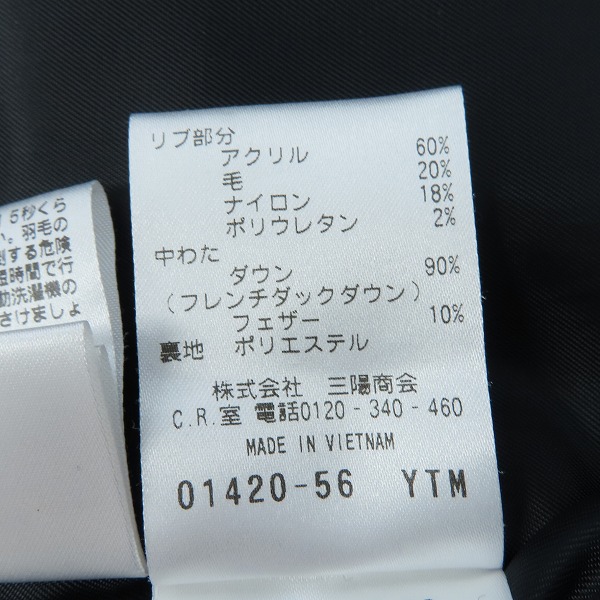 リブ部分
アクリル 60%
毛 20%
ナイロン 18%
ポリウレタン 2%
中わた
ダウン 90%
(フレンチダックダウン)
フェザー 10%
裏地 ポリエステル
株式会社 三陽商会
C.R.室 電話0120-340-460
MADE IN VIETNAM
01420-56 YTM
5秒くら
い。羽毛の
する危険
短時間で行
動洗濯機の
さけましょ